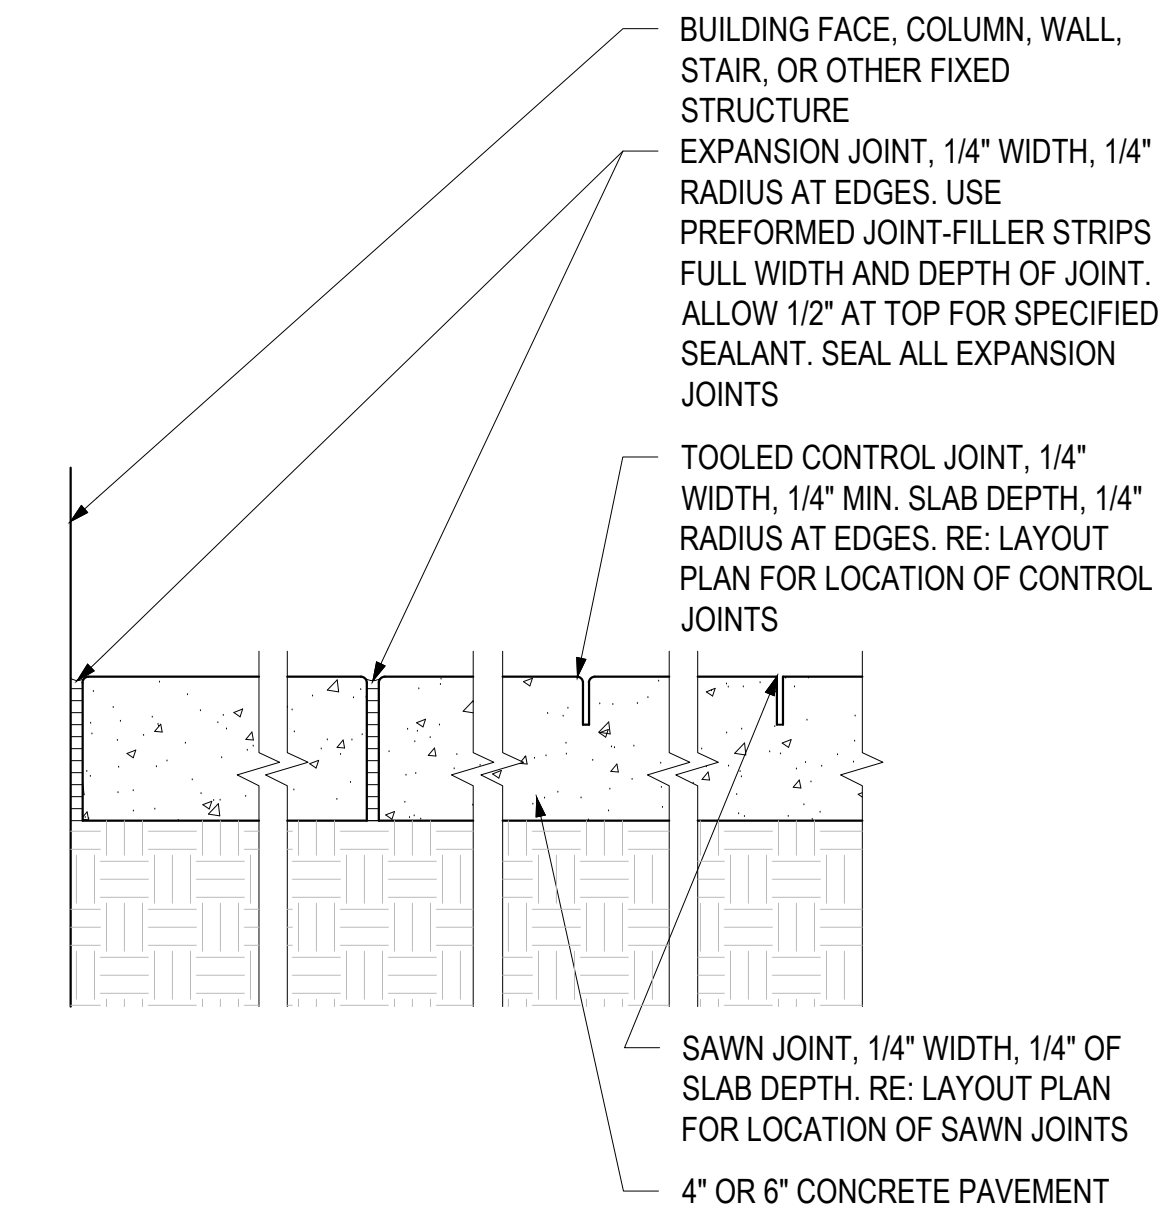 BUILDING FACE, COLUMN, WALL,
STAIR, OR OTHER FIXED
STRUCTURE
EXPANSION JOINT, 1/4" WIDTH, 1/4"
RADIUS AT EDGES. USE
PREFORMED JOINT-FILLER STRIPS
FULL WIDTH AND DEPTH OF JOINT.
ALLOW 1/2" AT TOP FOR SPECIFIED
SEALANT. SEAL ALL EXPANSION
JOINTS
TOOLED CONTROL JOINT, 1/4"
WIDTH, 1/4" MIN. SLAB DEPTH, 1/4"
RADIUS AT EDGES. RE: LAYOUT
PLAN FOR LOCATION OF CONTROL
JOINTS
SAWN JOINT, 1/4" WIDTH, 1/4" OF
SLAB DEPTH. RE: LAYOUT PLAN
FOR LOCATION OF SAWN JOINTS
4" OR 6" CONCRETE PAVEMENT